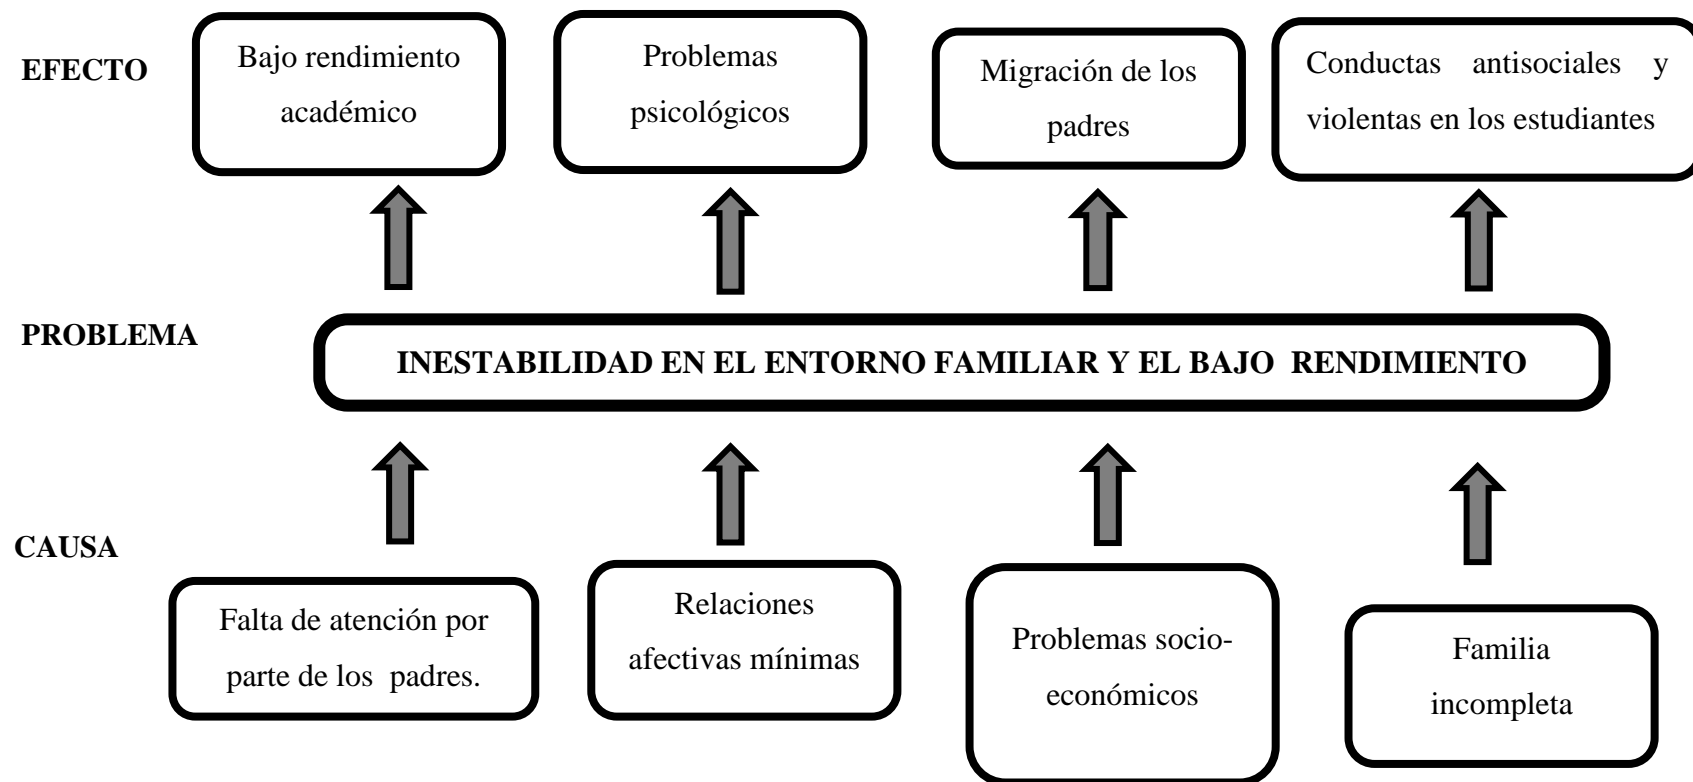 EFECTO
Bajo rendimiento
académico
Problemas
psicológicos
Migración de los
padres
Conductas antisociales y
violentas en los estudiantes
PROBLEMA
INESTABILIDAD EN EL ENTORNO FAMILIAR Y EL BAJO RENDIMIENTO
CAUSA
Falta de atención por
parte de los padres.
Relaciones
afectivas mínimas
Problemas socio-
económicos
Familia
incompleta